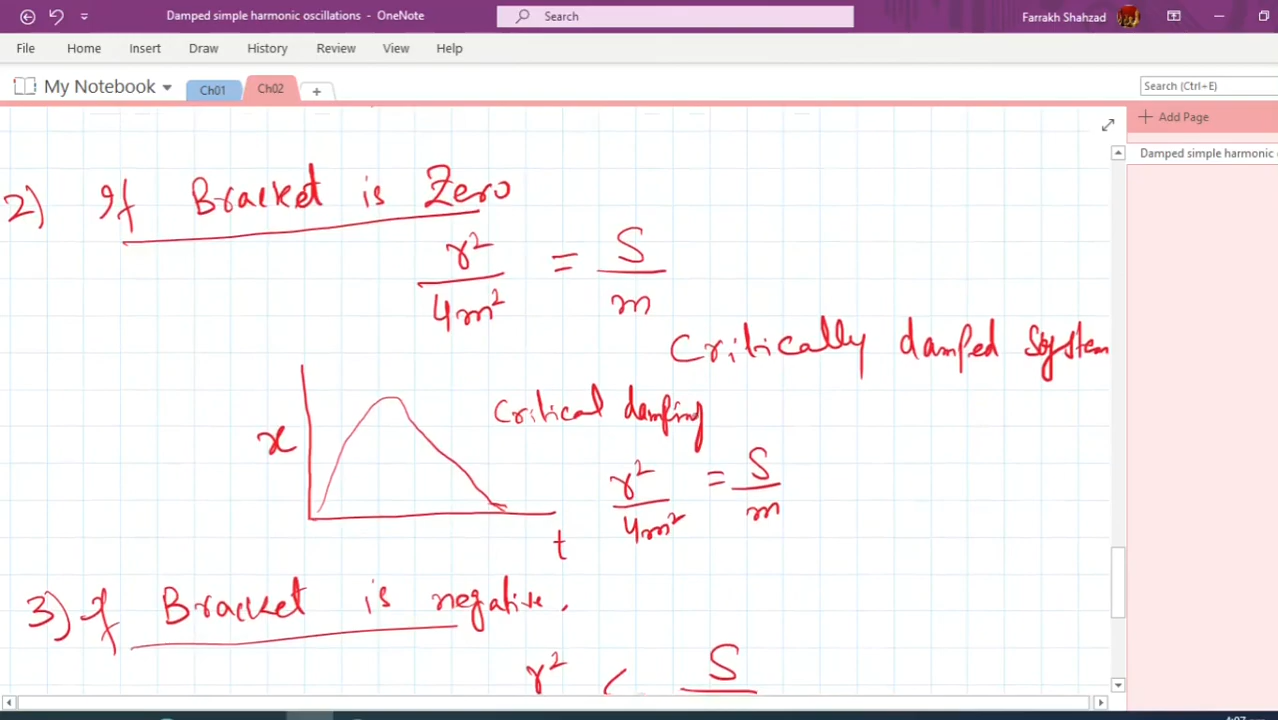 Damped simple harmonic oscillations - OneNote
Search
Farrakh Shahzad
File Home Insert Draw History Review View Help
My Notebook
Ch01
Ch02
+
Search (Ctrl+E)
+ Add Page
Damped simple harmonic
2) If Bracket is Zero
r²/4m² = S/m
Critically damped System
x
Critical damping
r²/4m² = S/m
t
3) If Bracket is negative.
r² < S